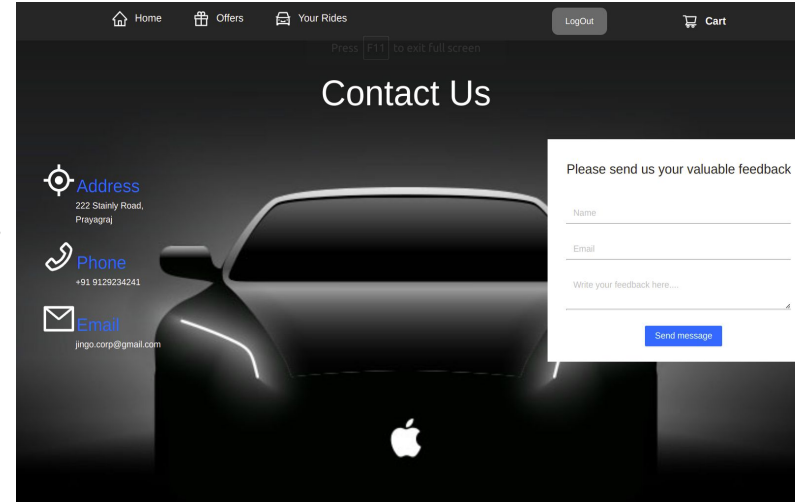 Home
Offers
Your Rides
LogOut
Cart
Press F11 to exit full screen
Contact Us
Address
222 Stainly Road,
Prayagraj
Phone
+91 9129234241
Email
jingo.corp@gmail.com
Please send us your valuable feedback
Name
Email
Write your feedback here....
Send message